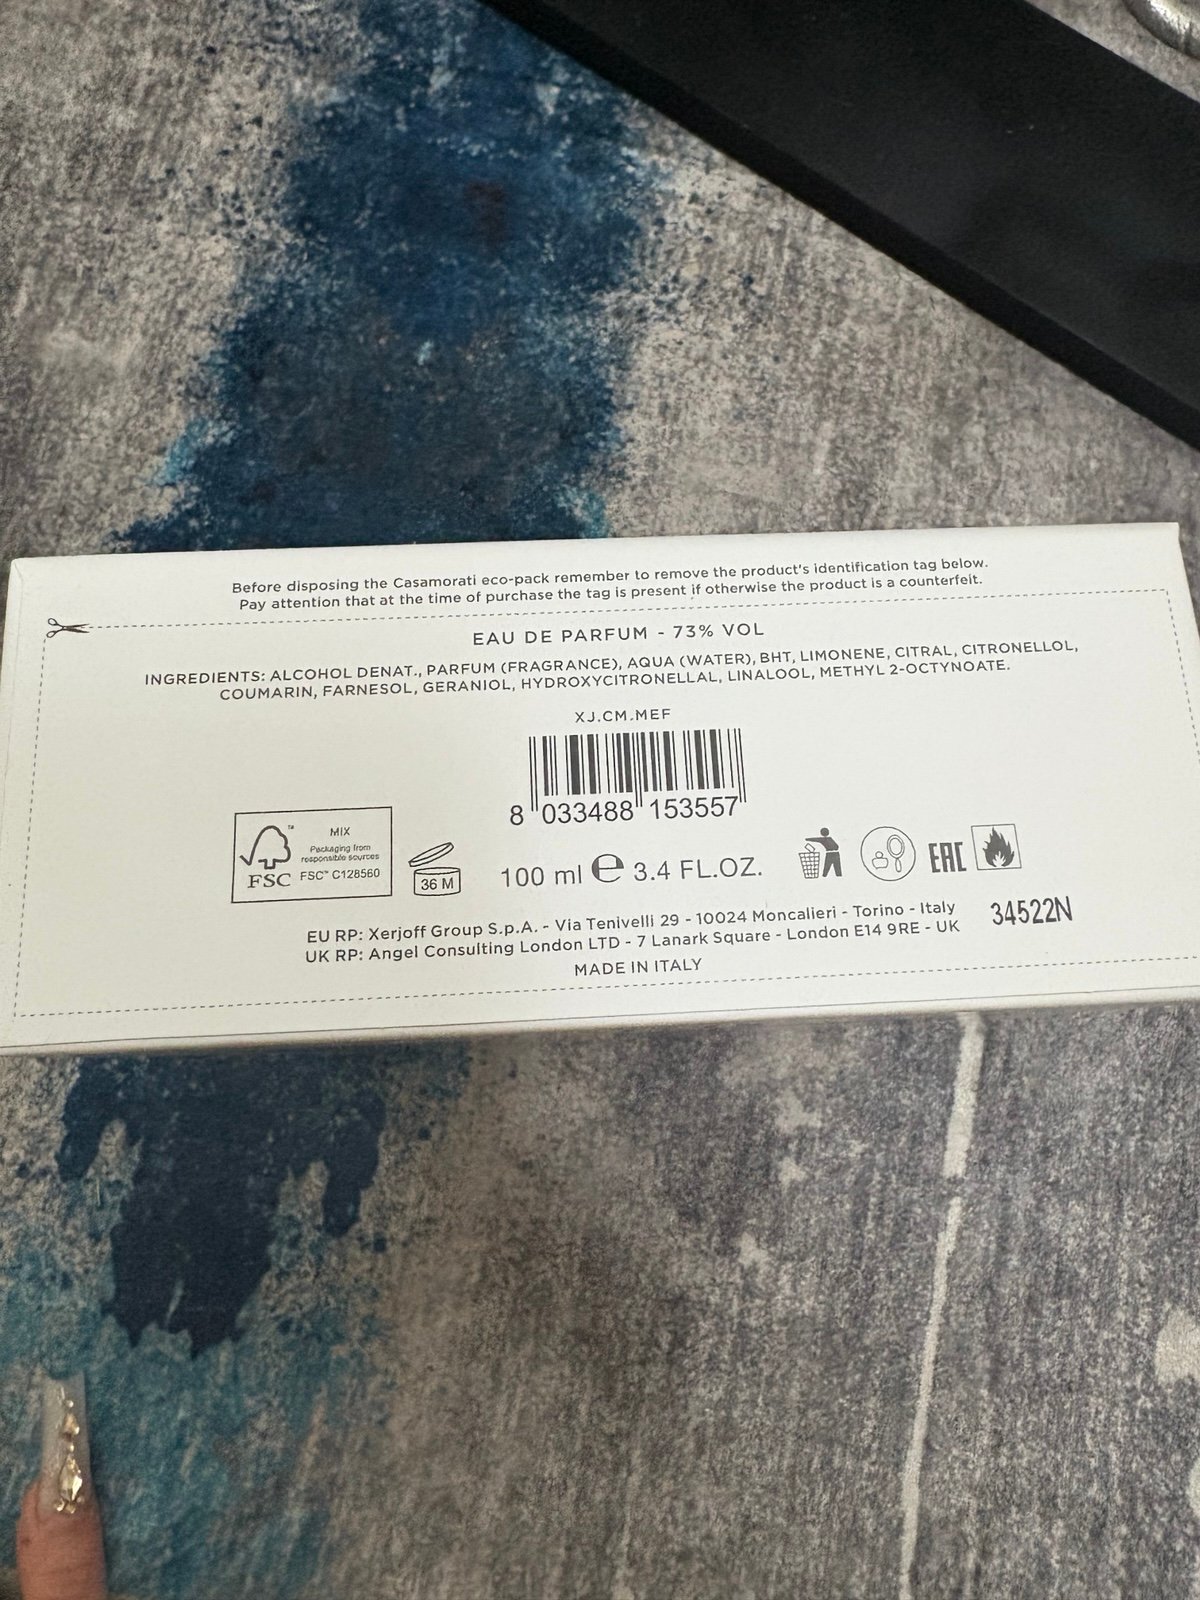 Before disposing the Casamorati eco-pack remember to remove the product's identification tag below.
Pay attention that at the time of purchase the tag is present if otherwise the product is a counterfeit.
EAU DE PARFUM - 73% VOL
INGREDIENTS: ALCOHOL DENAT., PARFUM (FRAGRANCE), AQUA (WATER), BHT, LIMONENE, CITRAL, CITRONELLOL,
COUMARIN, FARNESOL, GERANIOL, HYDROXYCITRONELLAL, LINALOOL, METHYL 2-OCTYNOATE.
XJ.CM.MEF
8 033488 153557
™
MIX
Packaging from
responsible sources
FSC FSC™ C128560
36 M
100 ml ℮ 3.4 FL.OZ.
EAC
EU RP: Xerjoff Group S.p.A. - Via Tenivelli 29 - 10024 Moncalieri - Torino - Italy
34522N
UK RP: Angel Consulting London LTD - 7 Lanark Square - London E14 9RE - UK
MADE IN ITALY